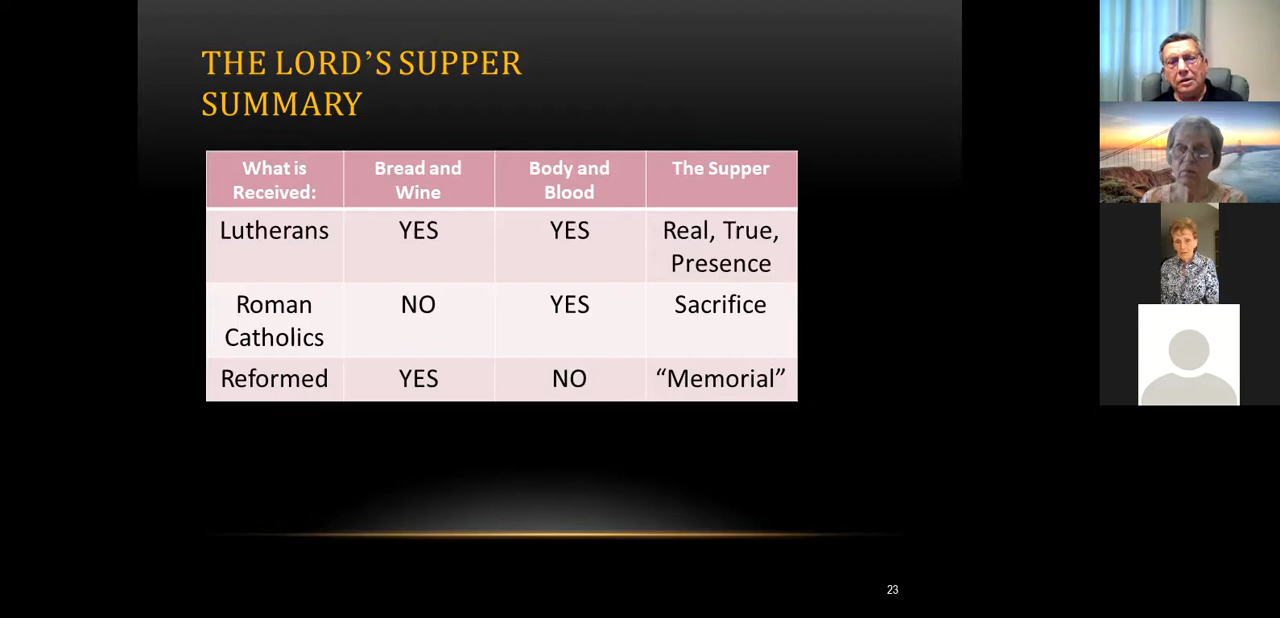 THE LORD’S SUPPER
SUMMARY
What is Received: Bread and Wine Body and Blood The Supper
Lutherans YES YES Real, True, Presence
Roman Catholics NO YES Sacrifice
Reformed YES NO “Memorial”
23